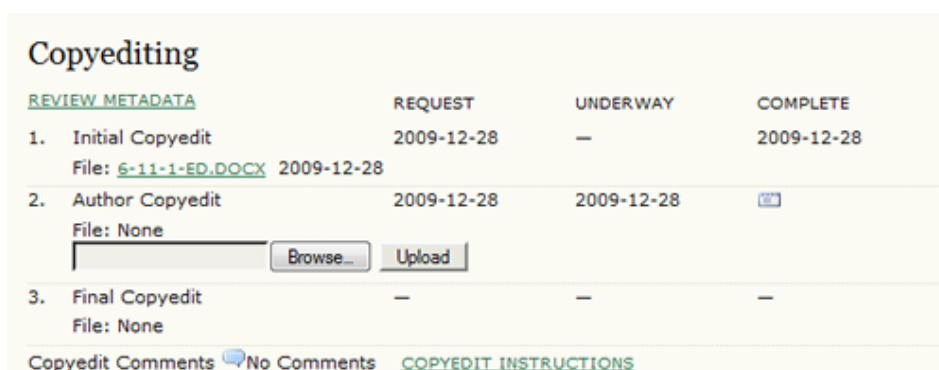 Copyediting
REVIEW METADATA REQUEST UNDERWAY COMPLETE
1. Initial Copyedit 2009-12-28 — 2009-12-28
File: 6-11-1-ED.DOCX 2009-12-28
2. Author Copyedit 2009-12-28 2009-12-28
File: None
Browse... Upload
3. Final Copyedit — — —
File: None
Copyedit Comments No Comments COPYEDIT INSTRUCTIONS